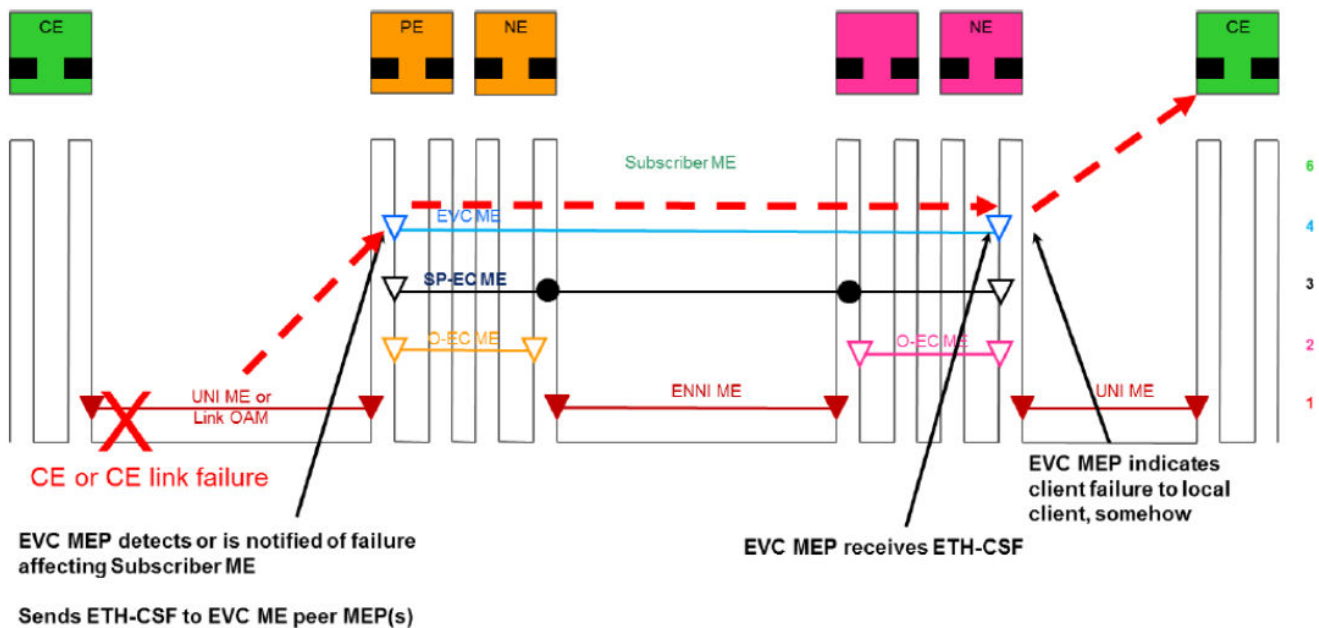 CE
PE
NE
NE
CE
Subscriber ME
6
EVC ME
4
SP-EC ME
3
O-EC ME
O-EC ME
2
UNI ME or
Link OAM
ENNI ME
UNI ME
1
CE or CE link failure
EVC MEP detects or is notified of failure
affecting Subscriber ME
Sends ETH-CSF to EVC ME peer MEP(s)
EVC MEP receives ETH-CSF
EVC MEP indicates
client failure to local
client, somehow